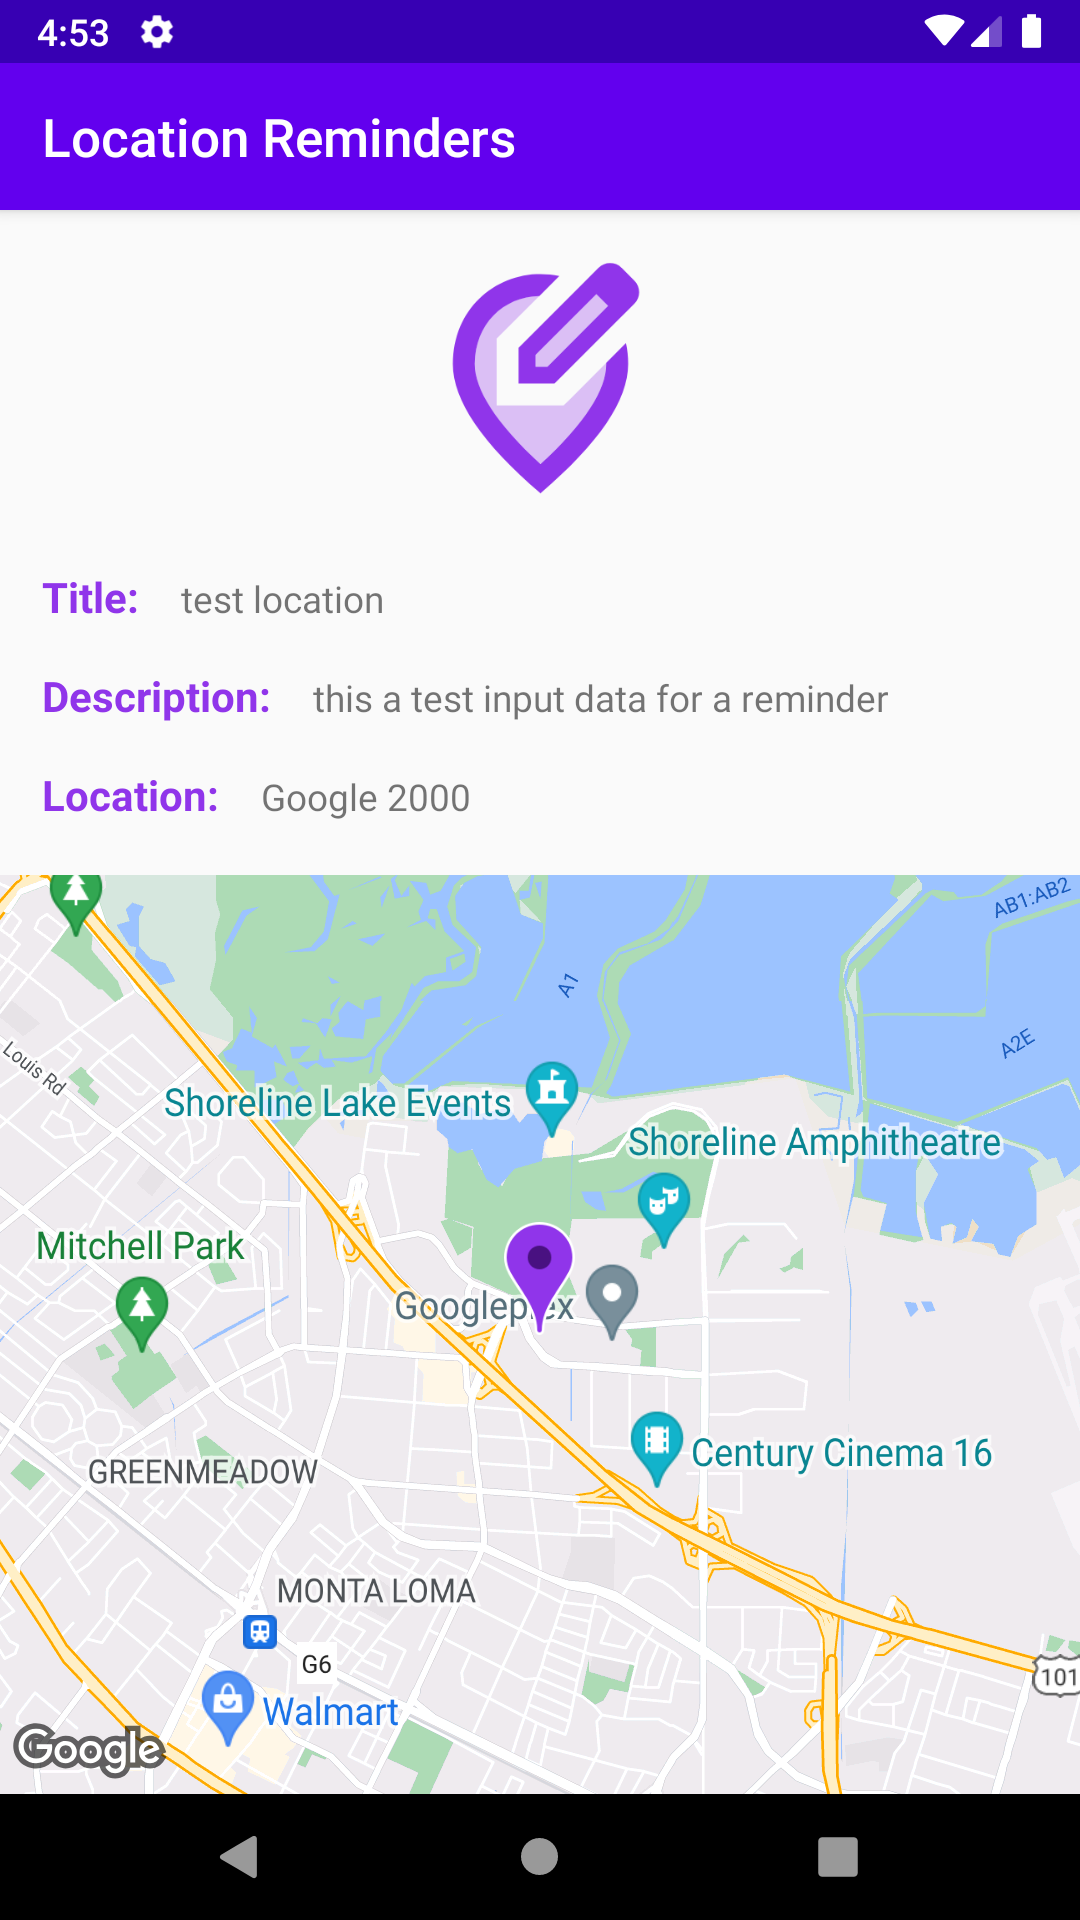 4:53
Location Reminders
Title: test location
Description: this a test input data for a reminder
Location: Google 2000
AB1:AB2
A1
A2E
Louis Rd
Shoreline Lake Events
Shoreline Amphitheatre
Mitchell Park
Googleplex
Century Cinema 16
GREENMEADOW
MONTA LOMA
G6
101
Walmart
Google